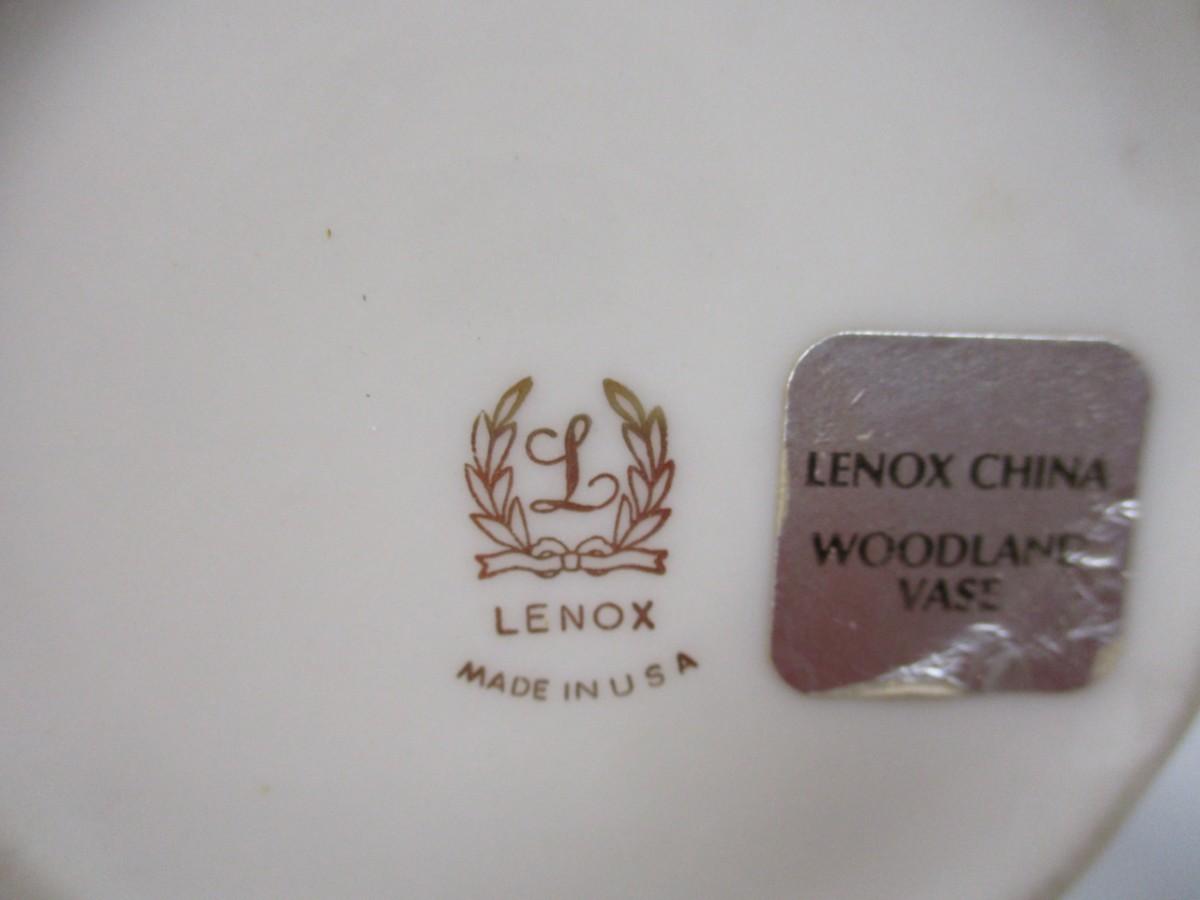 L
LENOX
MADE IN USA
LENOX CHINA
WOODLAND
VASE